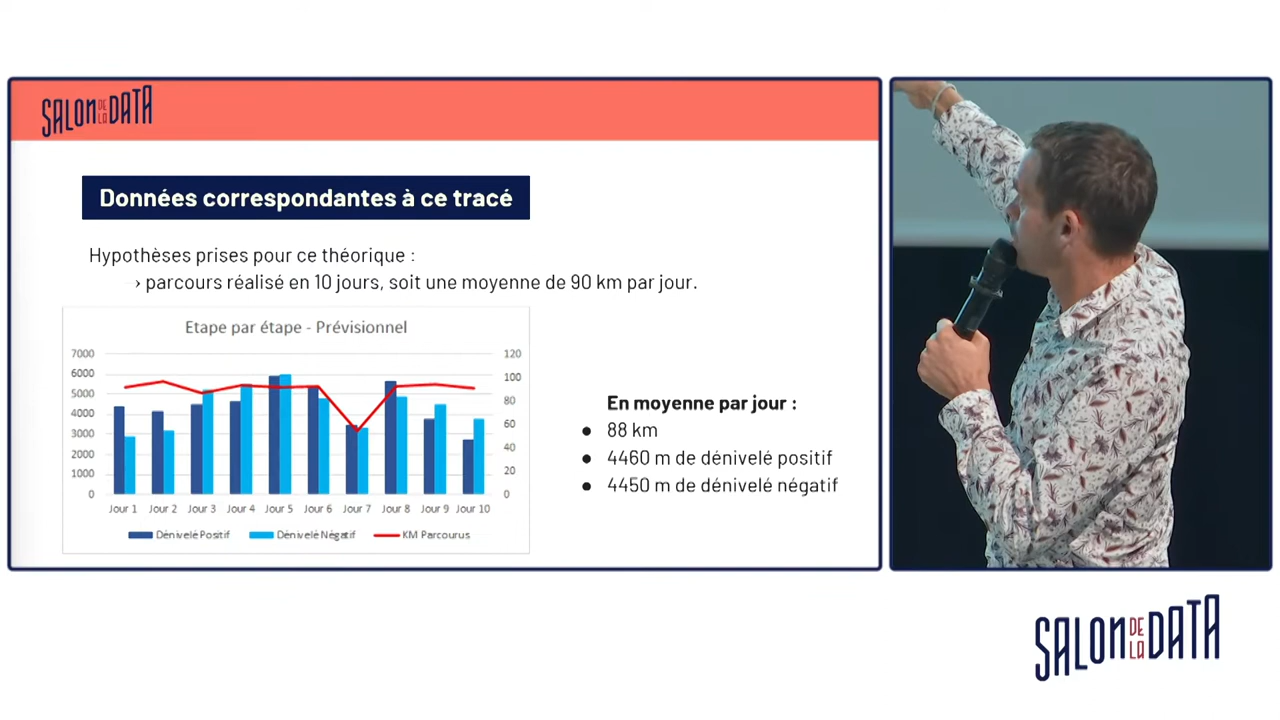 SALON DE LA DATA
Données correspondantes à ce tracé
Hypothèses prises pour ce théorique :
→ parcours réalisé en 10 jours, soit une moyenne de 90 km par jour.
Etape par étape - Prévisionnel
7000
6000
5000
4000
3000
2000
1000
0
120
100
80
60
40
20
0
Jour 1 Jour 2 Jour 3 Jour 4 Jour 5 Jour 6 Jour 7 Jour 8 Jour 9 Jour 10
Dénivelé Positif Dénivelé Négatif KM Parcourus
En moyenne par jour :
● 88 km
● 4460 m de dénivelé positif
● 4450 m de dénivelé négatif
SALON DE LA DATA